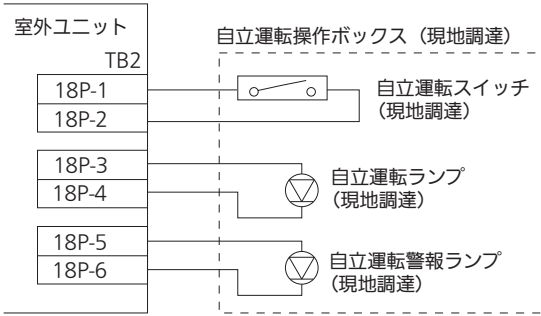 室外ユニット
TB2
自立運転操作ボックス（現地調達）
18P-1
18P-2
自立運転スイッチ
（現地調達）
18P-3
18P-4
自立運転ランプ
（現地調達）
18P-5
18P-6
自立運転警報ランプ
（現地調達）